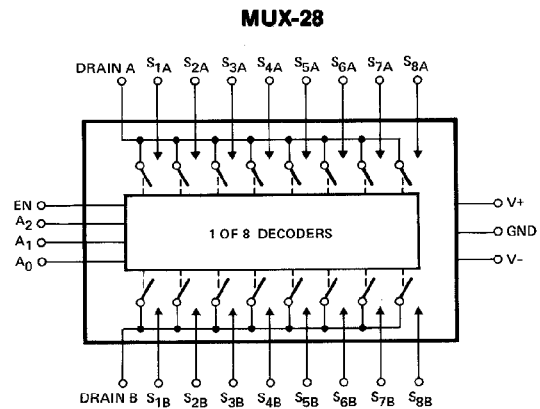 MUX-28
DRAIN A S1A S2A S3A S4A S5A S6A S7A S8A
EN
A2
A1
A0
1 OF 8 DECODERS
V+
GND
V−
DRAIN B S1B S2B S3B S4B S5B S6B S7B S8B